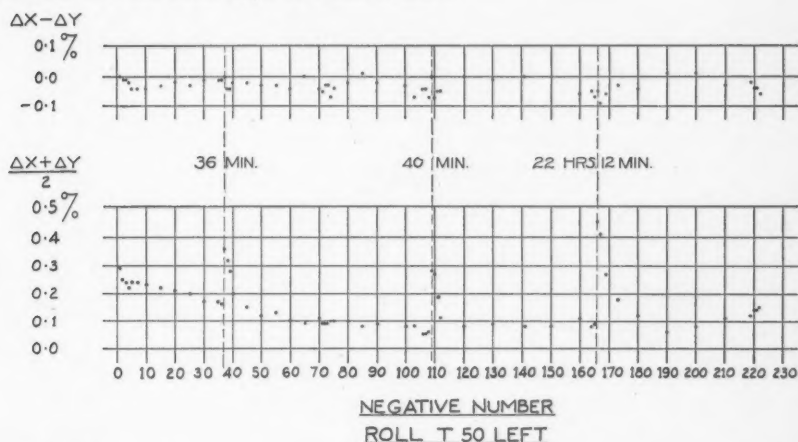 ΔX−ΔY
0.1%
0.0
−0.1
36 MIN. 40 MIN. 22 HRS. 12 MIN.
ΔX+ΔY
2
0.5%
0.4
0.3
0.2
0.1
0.0
0 10 20 30 40 50 60 70 80 90 100 110 120 130 140 150 160 170 180 190 200 210 220 230
NEGATIVE NUMBER
ROLL T 50 LEFT